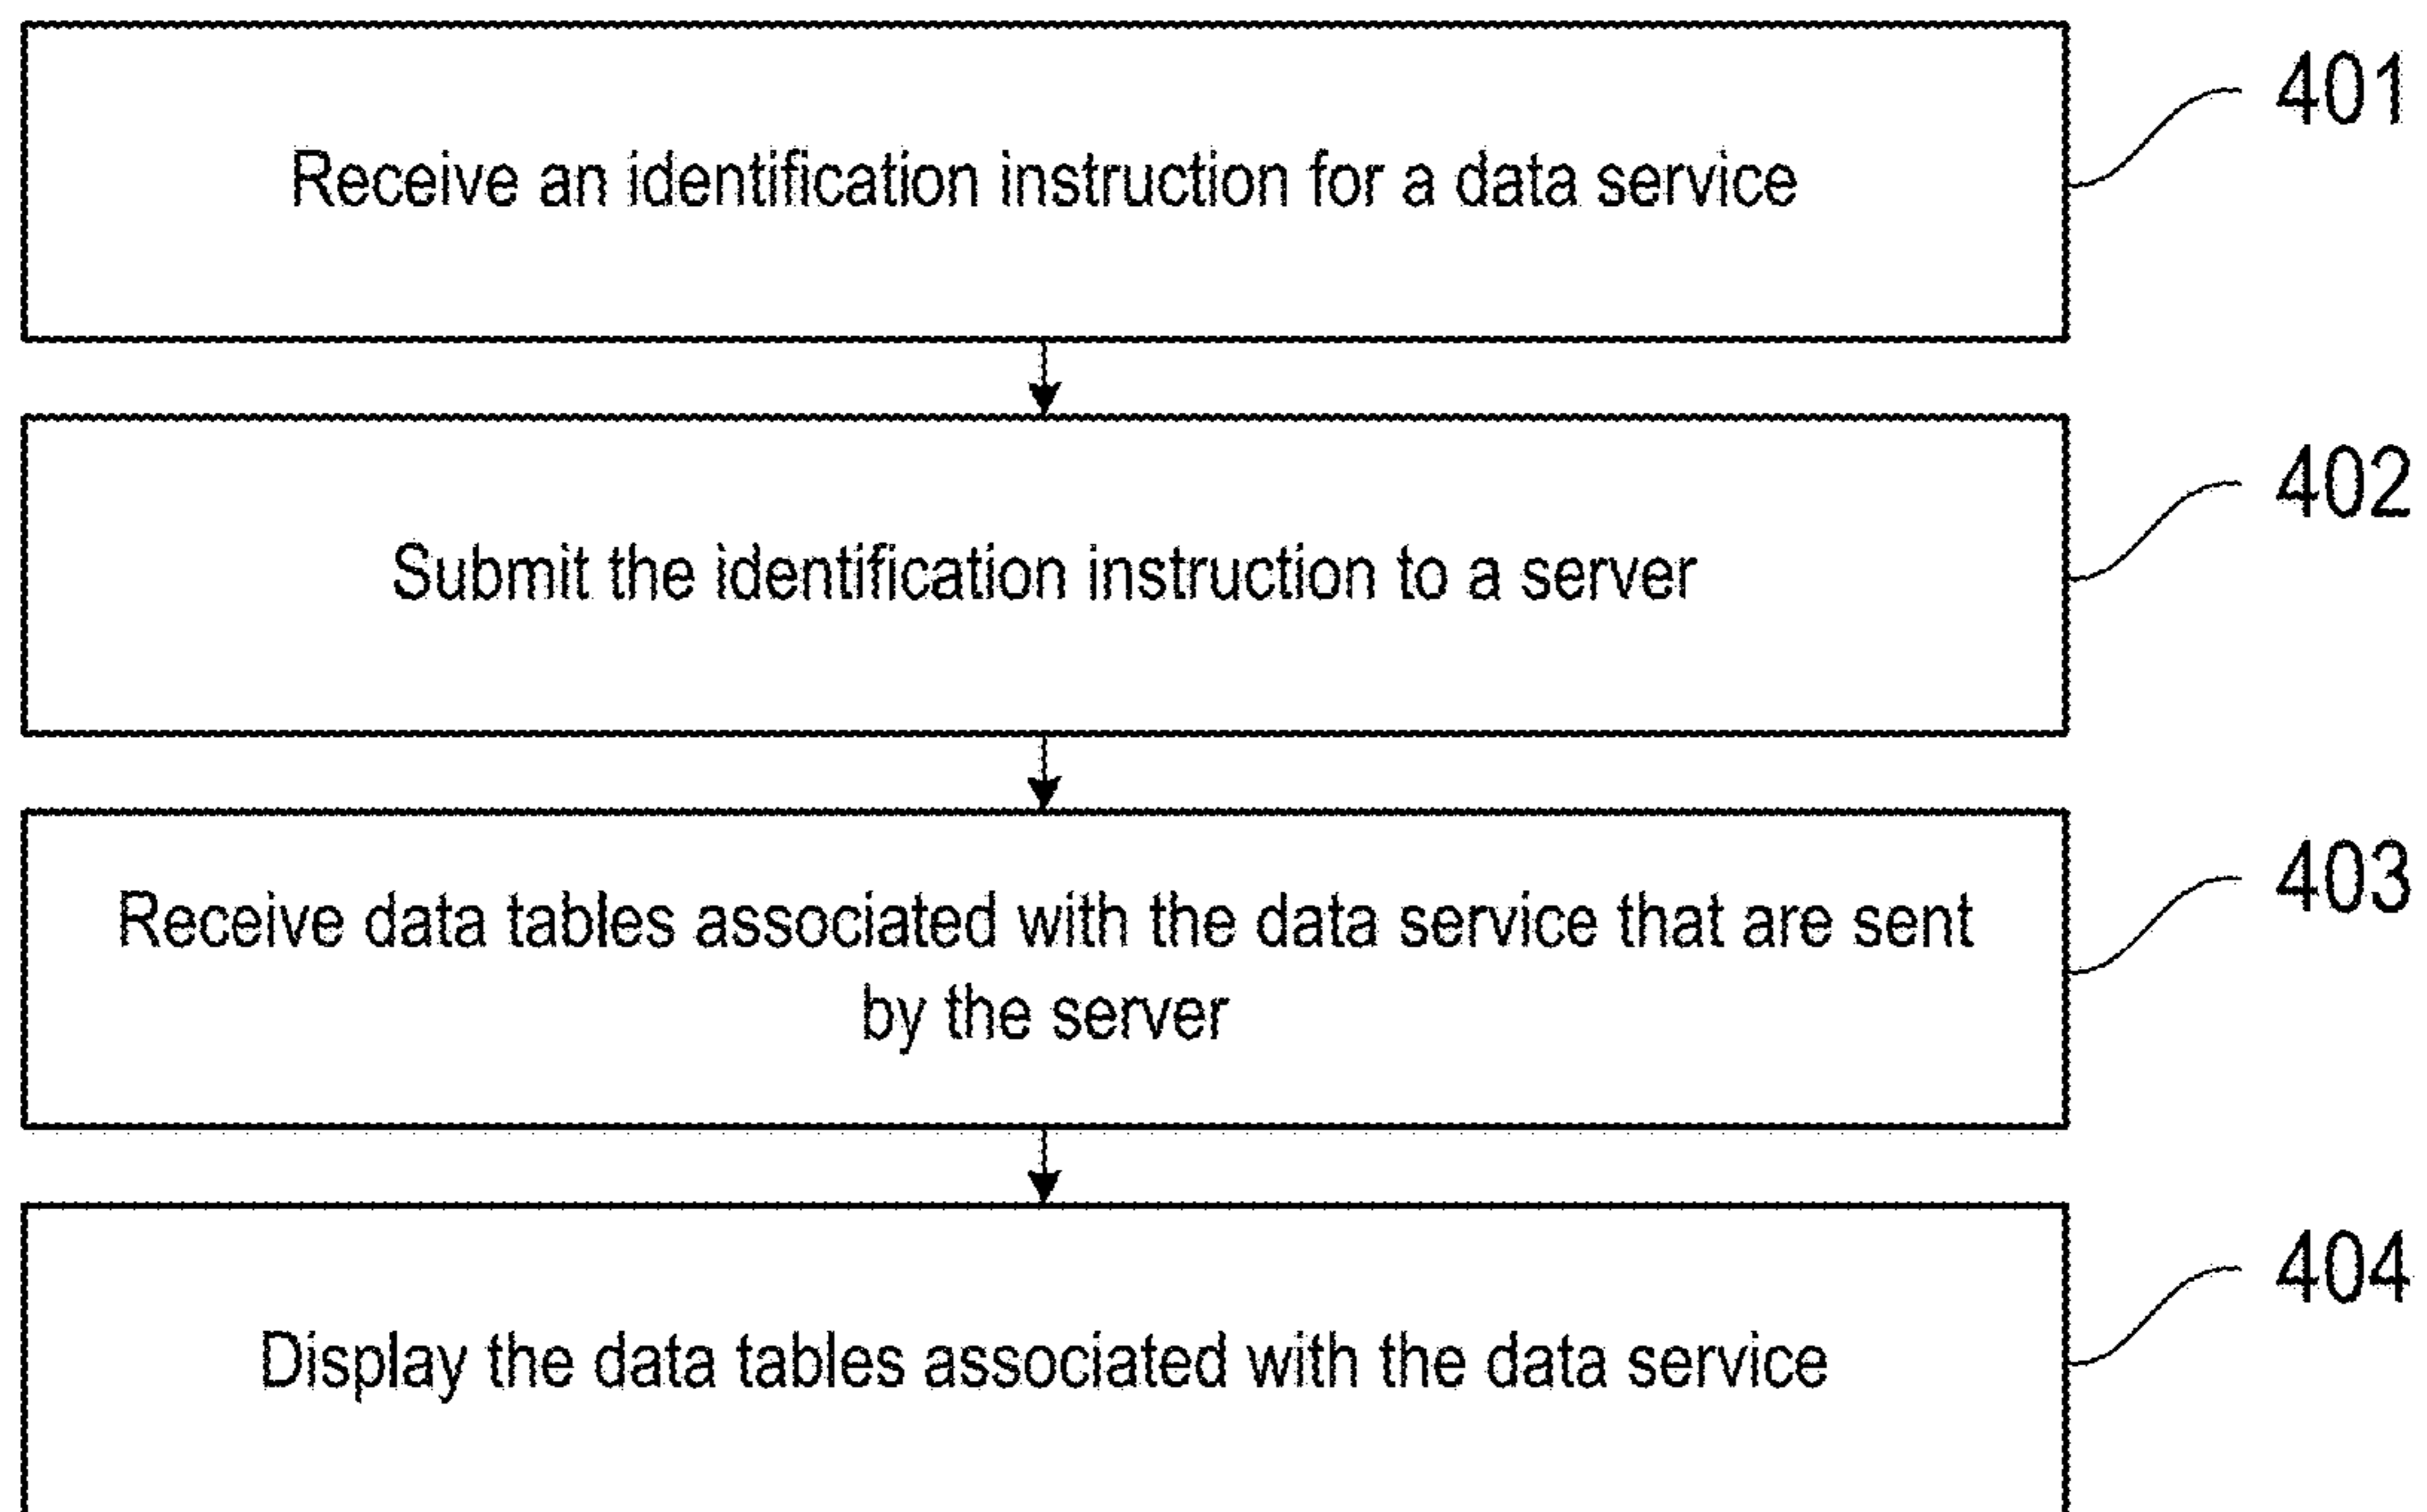 Receive an identification instruction for a data service
401
Submit the identification instruction to a server
402
Receive data tables associated with the data service that are sent
by the server
403
Display the data tables associated with the data service
404